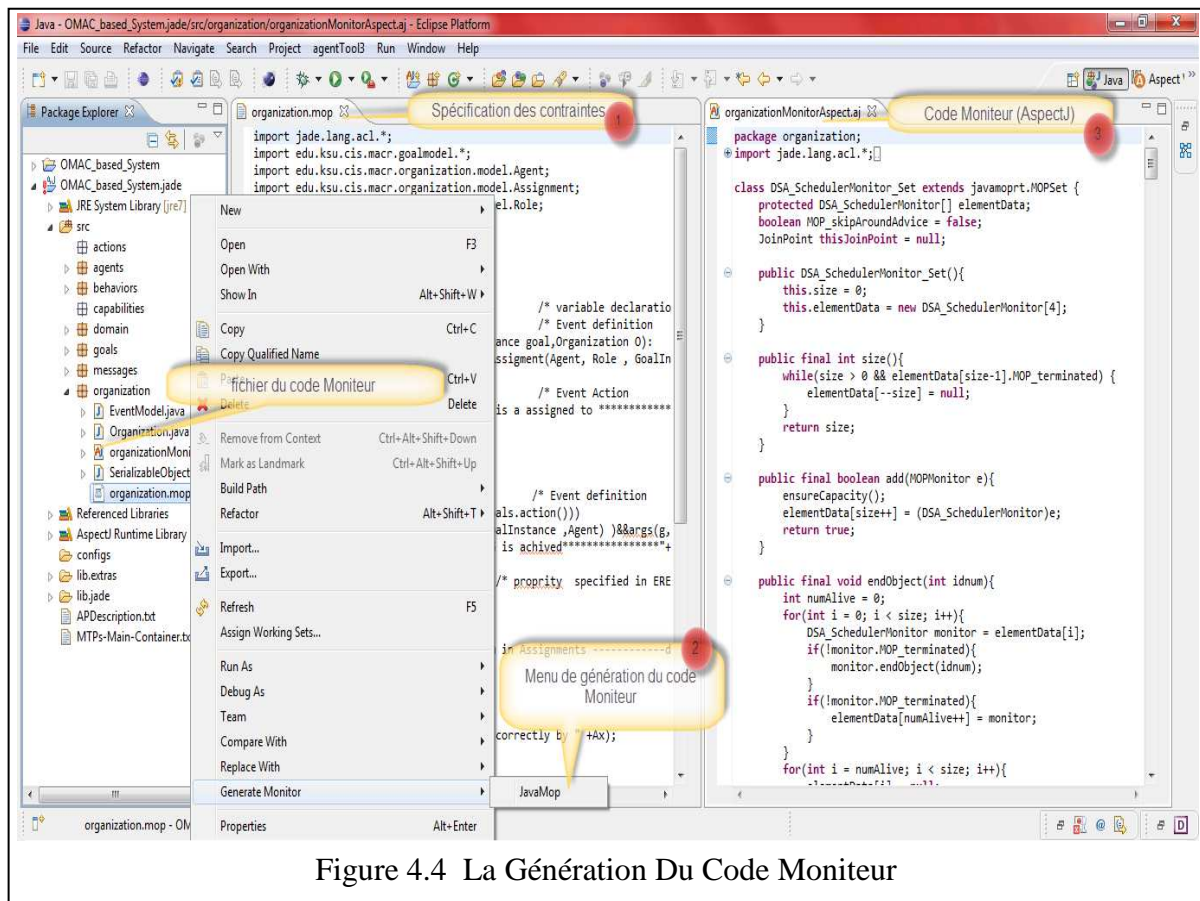 Java - OMAC_based_System.jade/src/organization/organizationMonitorAspect.aj - Eclipse Platform
File Edit Source Refactor Navigate Search Project agentTool3 Run Window Help
Java Aspect
Package Explorer
OMAC_based_System
OMAC_based_System.jade
JRE System Library [jre7]
src
actions
agents
behaviors
capabilities
domain
goals
messages
organization
EventModel.java
Organization.java
organizationMoni
SerializableObject
organization.mop
Referenced Libraries
AspectJ Runtime Library
configs
lib.extras
lib.jade
APDescription.txt
MTPs-Main-Container.tx
fichier du code Moniteur
New
Open F3
Open With
Show In Alt+Shift+W
Copy Ctrl+C
Copy Qualified Name
Ctrl+V
Delete Delete
Remove from Context Ctrl+Alt+Shift+Down
Mark as Landmark Ctrl+Alt+Shift+Up
Build Path
Refactor Alt+Shift+T
Import...
Export...
Refresh F5
Assign Working Sets...
Run As
Debug As
Team
Compare With
Replace With
Generate Monitor
Properties Alt+Enter
JavaMop
organization.mop
Spécification des contraintes
1
import jade.lang.acl.*;
import edu.ksu.cis.macr.goalmodel.*;
import edu.ksu.cis.macr.organization.model.Agent;
import edu.ksu.cis.macr.organization.model.Assignment;
el.Role;
/* variable declaratio
/* Event definition
ance goal,Organization O):
ssigment(Agent, Role , GoalIn
/* Event Action
is a assigned to ************
/* Event definition
als.action()))
alInstance ,Agent) )&&args(g,
is achived****************"+
/* proprity specified in ERE
in Assignments ------------d
2
Menu de génération du code
Moniteur
correctly by " +Ax);
organizationMonitorAspect.aj
Code Moniteur (AspectJ)
3
package organization;
import jade.lang.acl.*;
class DSA_SchedulerMonitor_Set extends javamoprt.MOPSet {
protected DSA_SchedulerMonitor[] elementData;
boolean MOP_skipAroundAdvice = false;
JoinPoint thisJoinPoint = null;
public DSA_SchedulerMonitor_Set(){
this.size = 0;
this.elementData = new DSA_SchedulerMonitor[4];
}
public final int size(){
while(size > 0 && elementData[size-1].MOP_terminated) {
elementData[--size] = null;
}
return size;
}
public final boolean add(MOPMonitor e){
ensureCapacity();
elementData[size++] = (DSA_SchedulerMonitor)e;
return true;
}
public final void endObject(int idnum){
int numAlive = 0;
for(int i = 0; i < size; i++){
DSA_SchedulerMonitor monitor = elementData[i];
if(!monitor.MOP_terminated){
monitor.endObject(idnum);
}
if(!monitor.MOP_terminated){
elementData[numAlive++] = monitor;
}
}
for(int i = numAlive; i < size; i++){
organization.mop - OM
Figure 4.4 La Génération Du Code Moniteur